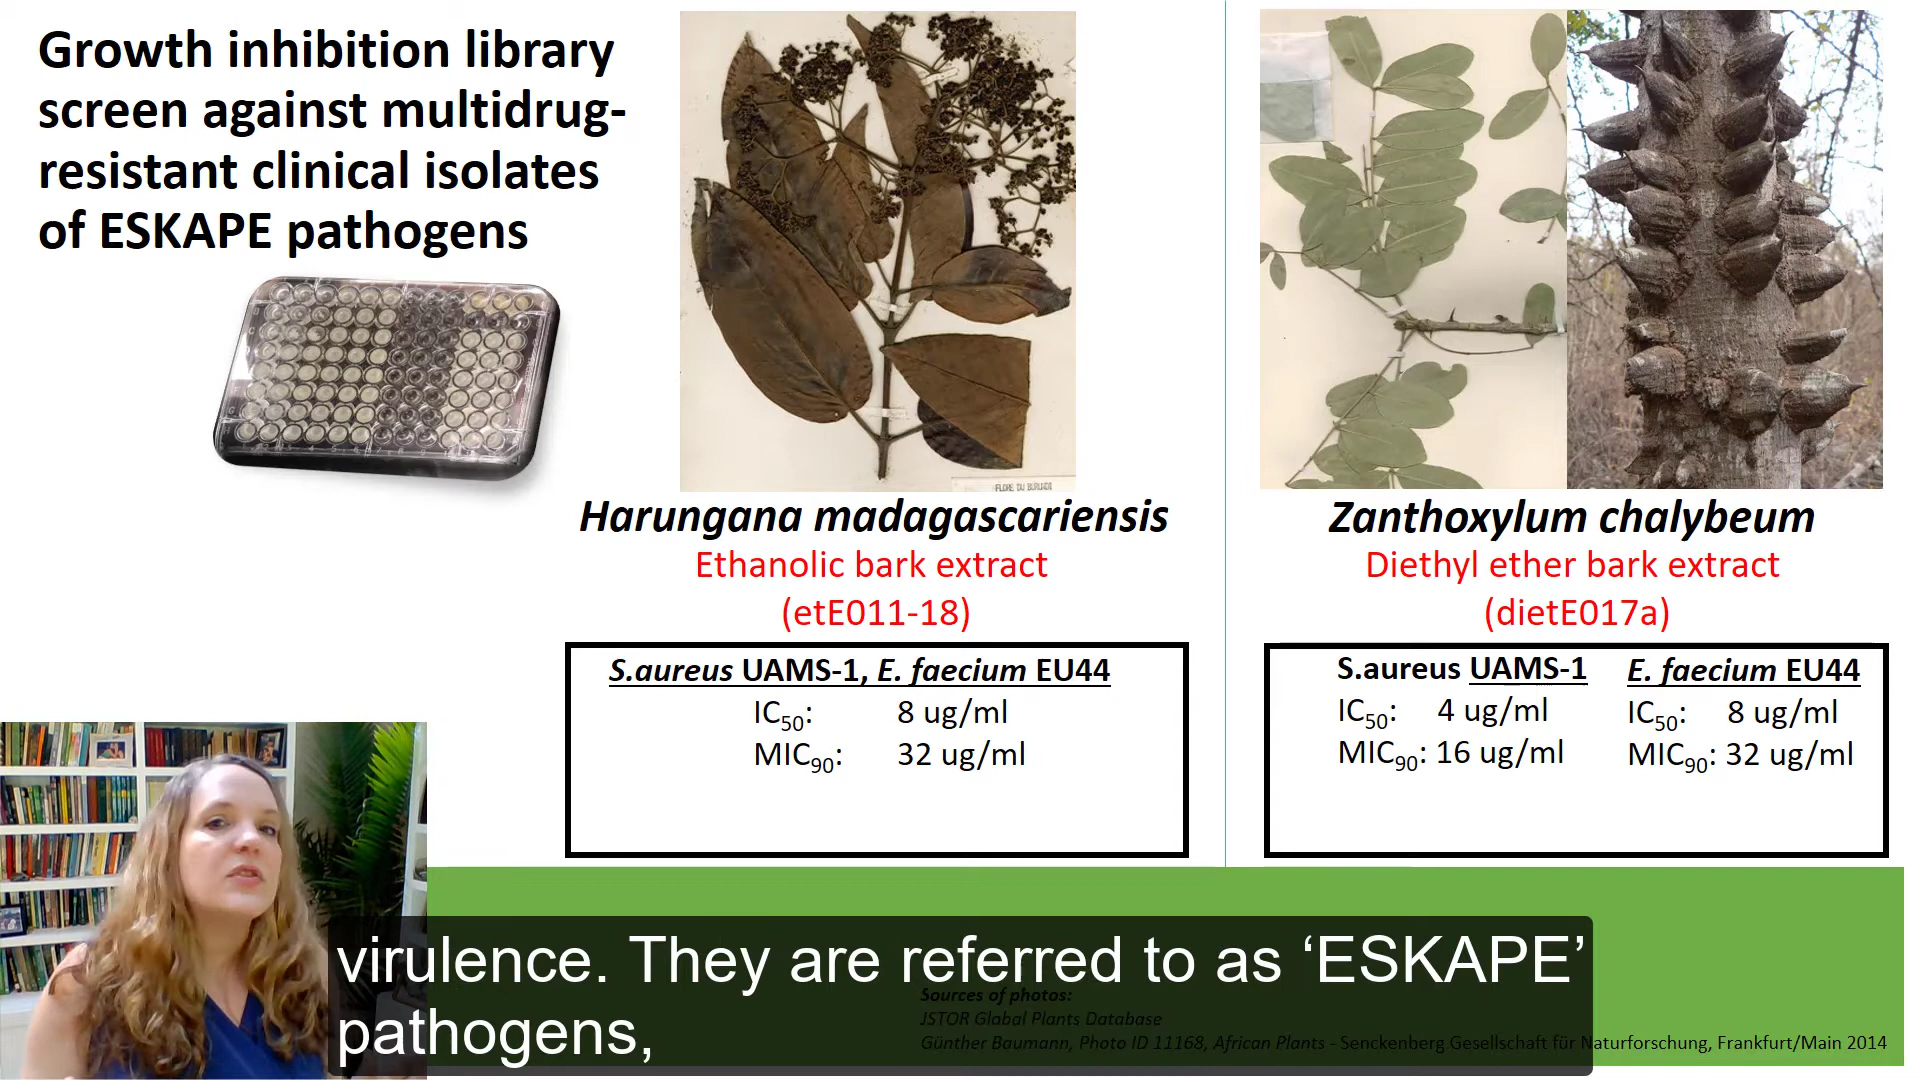 Growth inhibition library
screen against multidrug-
resistant clinical isolates
of ESKAPE pathogens
FLORE DU BURUNDI
Harungana madagascariensis
Ethanolic bark extract
(etE011-18)
S.aureus UAMS-1, E. faecium EU44
IC50: 8 ug/ml
MIC90: 32 ug/ml
Zanthoxylum chalybeum
Diethyl ether bark extract
(dietE017a)
S.aureus UAMS-1
IC50: 4 ug/ml
MIC90: 16 ug/ml
E. faecium EU44
IC50: 8 ug/ml
MIC90: 32 ug/ml
virulence. They are referred to as ‘ESKAPE’
pathogens,
Sources of photos:
JSTOR Global Plants Database
Günther Baumann, Photo ID 11168, African Plants - Senckenberg Gesellschaft für Naturforschung, Frankfurt/Main 2014